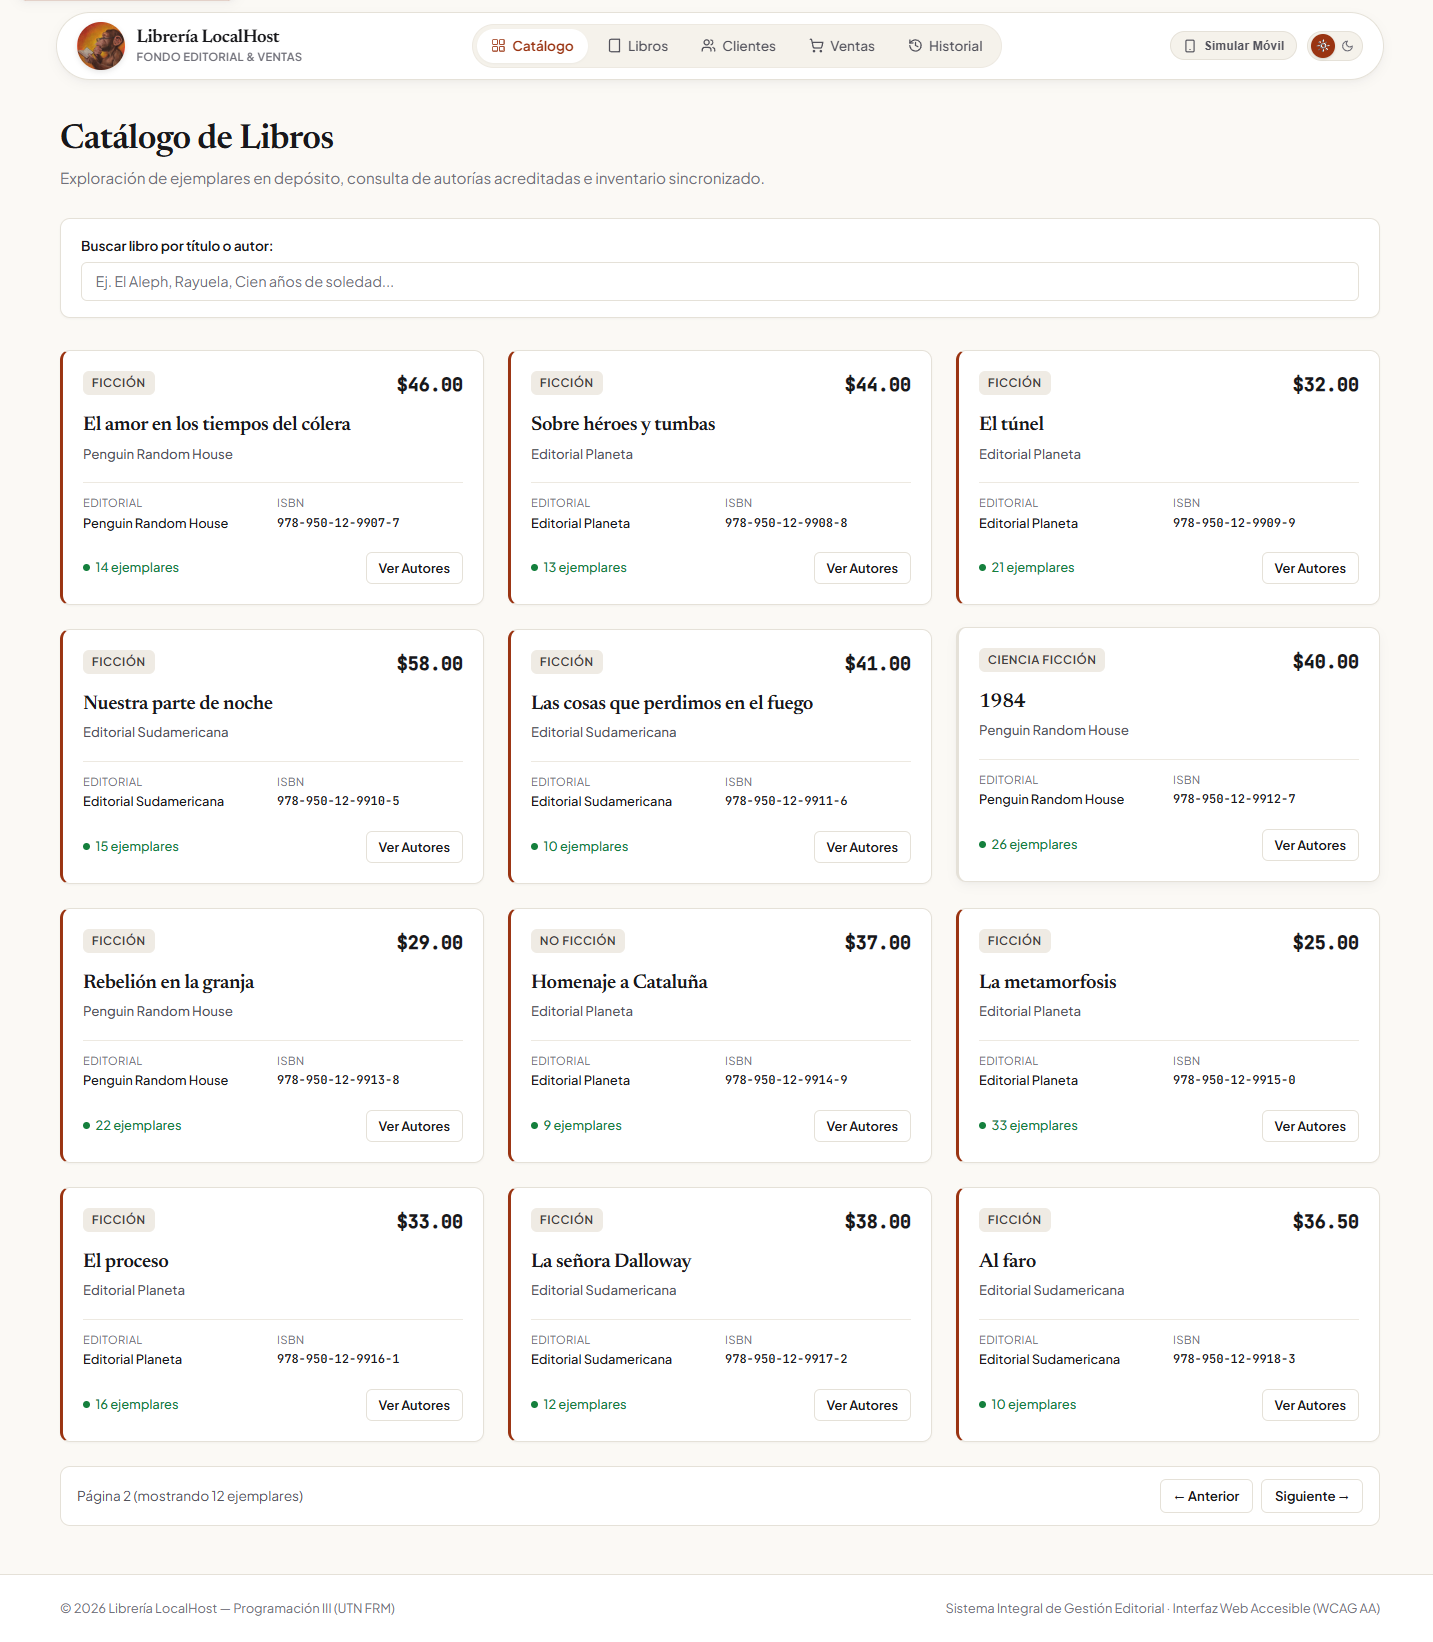 Librería LocalHost
FONDO EDITORIAL & VENTAS
Catálogo
Libros
Clientes
Ventas
Historial
Simular Móvil
Catálogo de Libros
Exploración de ejemplares en depósito, consulta de autorías acreditadas e inventario sincronizado.
Buscar libro por título o autor:
Ej. El Aleph, Rayuela, Cien años de soledad...
FICCIÓN
$46.00
El amor en los tiempos del cólera
Penguin Random House
EDITORIAL
ISBN
Penguin Random House
978-950-12-9907-7
14 ejemplares
Ver Autores
FICCIÓN
$44.00
Sobre héroes y tumbas
Editorial Planeta
EDITORIAL
ISBN
Editorial Planeta
978-950-12-9908-8
13 ejemplares
Ver Autores
FICCIÓN
$32.00
El túnel
Editorial Planeta
EDITORIAL
ISBN
Editorial Planeta
978-950-12-9909-9
21 ejemplares
Ver Autores
FICCIÓN
$58.00
Nuestra parte de noche
Editorial Sudamericana
EDITORIAL
ISBN
Editorial Sudamericana
978-950-12-9910-5
15 ejemplares
Ver Autores
FICCIÓN
$41.00
Las cosas que perdimos en el fuego
Editorial Sudamericana
EDITORIAL
ISBN
Editorial Sudamericana
978-950-12-9911-6
10 ejemplares
Ver Autores
CIENCIA FICCIÓN
$40.00
1984
Penguin Random House
EDITORIAL
ISBN
Penguin Random House
978-950-12-9912-7
26 ejemplares
Ver Autores
FICCIÓN
$29.00
Rebelión en la granja
Penguin Random House
EDITORIAL
ISBN
Penguin Random House
978-950-12-9913-8
22 ejemplares
Ver Autores
NO FICCIÓN
$37.00
Homenaje a Cataluña
Editorial Planeta
EDITORIAL
ISBN
Editorial Planeta
978-950-12-9914-9
9 ejemplares
Ver Autores
FICCIÓN
$25.00
La metamorfosis
Editorial Planeta
EDITORIAL
ISBN
Editorial Planeta
978-950-12-9915-0
33 ejemplares
Ver Autores
FICCIÓN
$33.00
El proceso
Editorial Planeta
EDITORIAL
ISBN
Editorial Planeta
978-950-12-9916-1
16 ejemplares
Ver Autores
FICCIÓN
$38.00
La señora Dalloway
Editorial Sudamericana
EDITORIAL
ISBN
Editorial Sudamericana
978-950-12-9917-2
12 ejemplares
Ver Autores
FICCIÓN
$36.50
Al faro
Editorial Sudamericana
EDITORIAL
ISBN
Editorial Sudamericana
978-950-12-9918-3
10 ejemplares
Ver Autores
Página 2 (mostrando 12 ejemplares)
← Anterior
Siguiente →
© 2026 Librería LocalHost — Programación III (UTN FRM)
Sistema Integral de Gestión Editorial · Interfaz Web Accesible (WCAG AA)